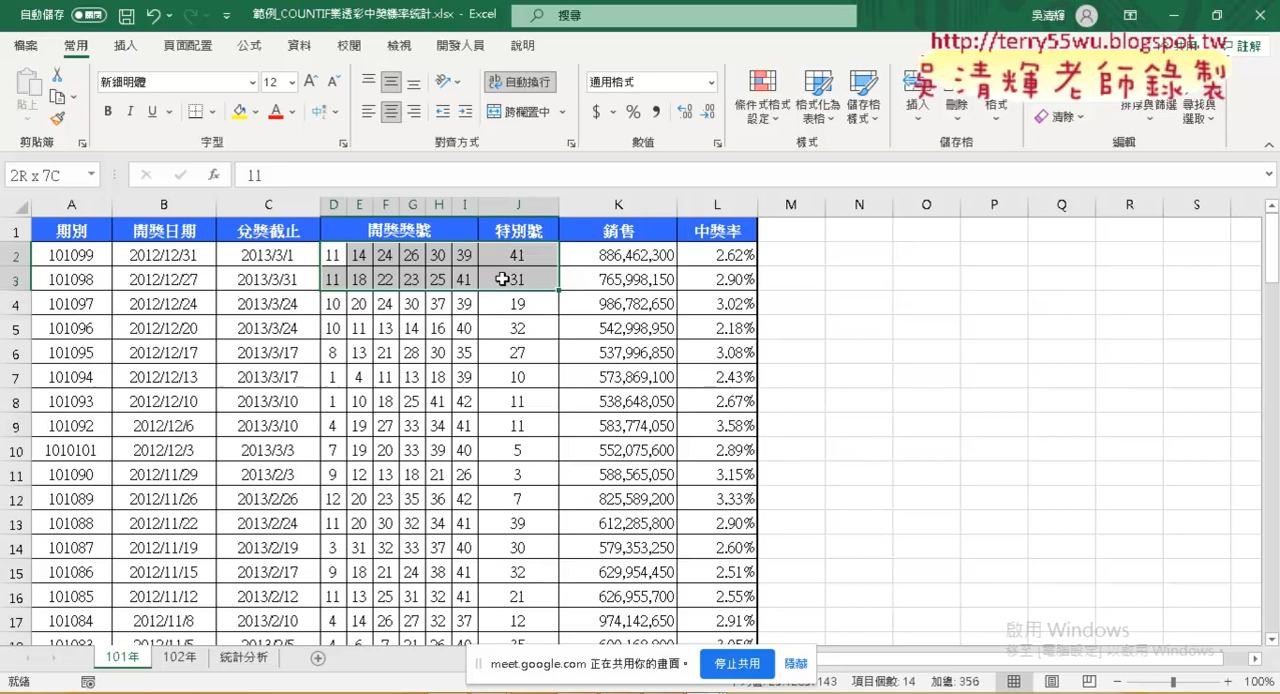 自動儲存 關閉 範例_COUNTIF樂透彩中獎機率統計.xlsx - Excel 搜尋 吳清輝
檔案 常用 插入 頁面配置 公式 資料 校閱 檢視 開發人員 說明 註解
http://terry55wu.blogspot.tw
吳清輝老師錄製
貼上 新細明體 12 自動換行 通用格式 條件式格式設定 格式化為表格 儲存格樣式 插入 刪除 格式 排序與篩選 尋找與選取
B I U A 中 跨欄置中 $ % 清除
剪貼簿 字型 對齊方式 數值 樣式 儲存格 編輯
2R x 7C fx 11
A B C D E F G H I J K L M N O P Q R S
1 期別 開獎日期 兌獎截止 開獎獎號 特別號 銷售 中獎率
2 101099 2012/12/31 2013/3/1 11 14 24 26 30 39 41 886,462,300 2.62%
3 101098 2012/12/27 2013/3/31 11 18 22 23 25 41 31 765,998,150 2.90%
4 101097 2012/12/24 2013/3/24 10 20 24 30 37 39 19 986,782,650 3.02%
5 101096 2012/12/20 2013/3/24 10 11 13 14 16 40 32 542,998,950 2.18%
6 101095 2012/12/17 2013/3/17 8 13 21 28 30 35 27 537,996,850 3.08%
7 101094 2012/12/13 2013/3/17 1 4 11 13 18 39 10 573,869,100 2.43%
8 101093 2012/12/10 2013/3/10 1 10 18 25 41 42 11 538,648,050 2.67%
9 101092 2012/12/6 2013/3/10 4 19 27 33 34 41 11 583,774,050 3.58%
10 1010101 2012/12/3 2013/3/3 7 19 20 33 39 40 5 552,075,600 2.89%
11 101090 2012/11/29 2013/2/3 9 12 13 18 21 26 3 588,565,050 3.15%
12 101089 2012/11/26 2013/2/26 12 20 23 35 36 42 7 825,589,200 3.33%
13 101088 2012/11/22 2013/2/24 11 20 30 32 34 41 39 612,285,800 2.90%
14 101087 2012/11/19 2013/2/19 3 31 32 33 37 40 30 579,353,250 2.60%
15 101086 2012/11/15 2013/2/17 9 18 21 24 38 41 32 629,954,450 2.51%
16 101085 2012/11/12 2013/2/12 11 13 25 31 32 41 21 626,955,700 2.55%
17 101084 2012/11/8 2013/2/10 4 14 26 27 32 37 12 974,142,650 2.91%
啟用 Windows
移至 [電腦設定] 以啟用 Windows。
101年 102年 統計分析
meet.google.com 正在共用你的畫面。 停止共用 隱藏
就緒 項目個數: 14 加總: 356 100%